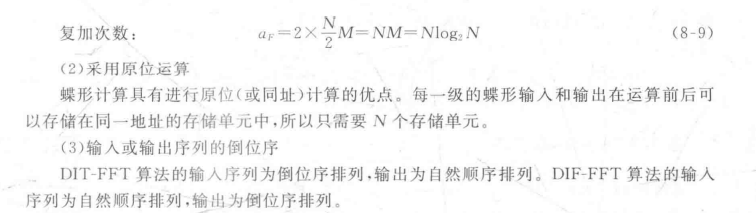 复加次数: a_F=2×N/2 M=NM=Nlog₂N (8-9)
(2)采用原位运算
蝶形计算具有进行原位(或同址)计算的优点。每一级的蝶形输入和输出在运算前后可
以存储在同一地址的存储单元中,所以只需要 N 个存储单元。
(3)输入或输出序列的倒位序
DIT-FFT 算法的输入序列为倒位序排列,输出为自然顺序排列。DIF-FFT 算法的输入
序列为自然顺序排列,输出为倒位序排列。